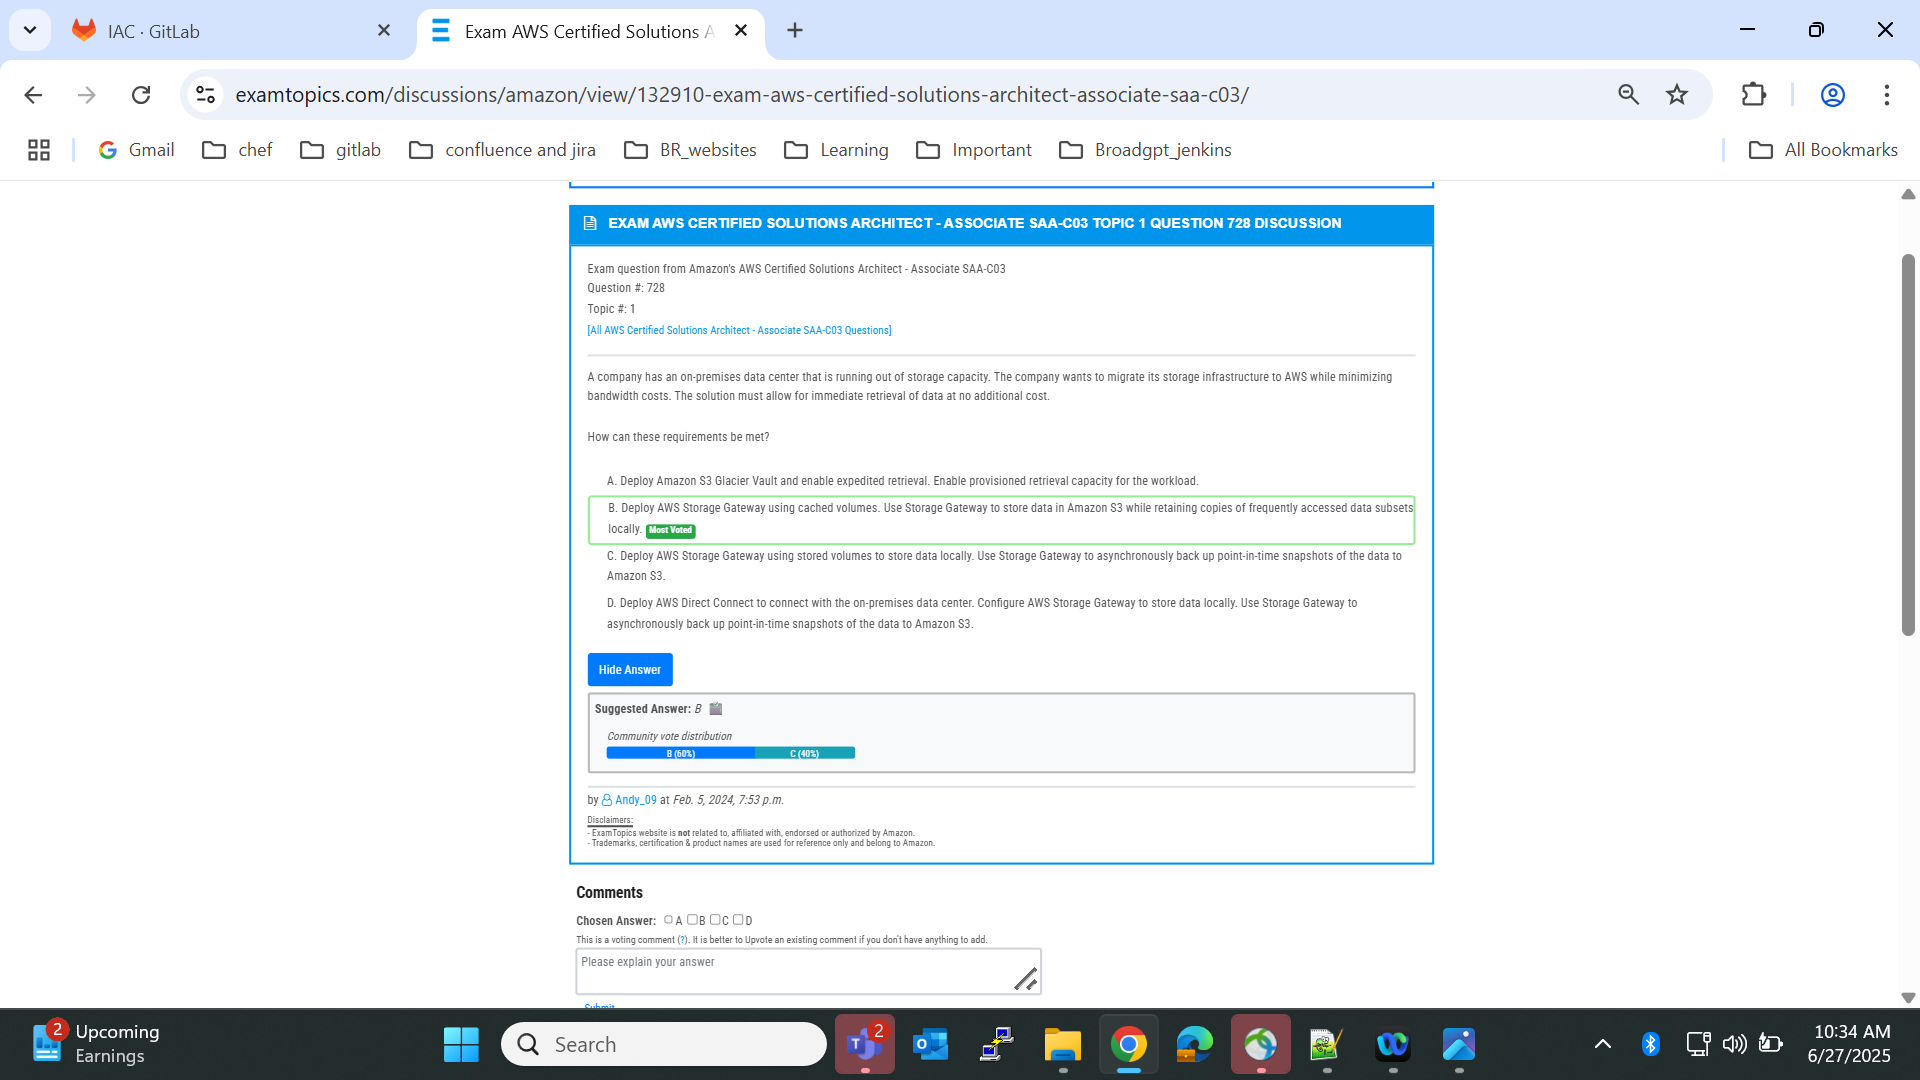 IAC · GitLab
Exam AWS Certified Solutions A
examtopics.com/discussions/amazon/view/132910-exam-aws-certified-solutions-architect-associate-saa-c03/
Gmail
chef
gitlab
confluence and jira
BR_websites
Learning
Important
Broadgpt_jenkins
All Bookmarks
EXAM AWS CERTIFIED SOLUTIONS ARCHITECT - ASSOCIATE SAA-C03 TOPIC 1 QUESTION 728 DISCUSSION
Exam question from Amazon's AWS Certified Solutions Architect - Associate SAA-C03
Question #: 728
Topic #: 1
[All AWS Certified Solutions Architect - Associate SAA-C03 Questions]
A company has an on-premises data center that is running out of storage capacity. The company wants to migrate its storage infrastructure to AWS while minimizing
bandwidth costs. The solution must allow for immediate retrieval of data at no additional cost.
How can these requirements be met?
A. Deploy Amazon S3 Glacier Vault and enable expedited retrieval. Enable provisioned retrieval capacity for the workload.
B. Deploy AWS Storage Gateway using cached volumes. Use Storage Gateway to store data in Amazon S3 while retaining copies of frequently accessed data subsets
locally. Most Voted
C. Deploy AWS Storage Gateway using stored volumes to store data locally. Use Storage Gateway to asynchronously back up point-in-time snapshots of the data to
Amazon S3.
D. Deploy AWS Direct Connect to connect with the on-premises data center. Configure AWS Storage Gateway to store data locally. Use Storage Gateway to
asynchronously back up point-in-time snapshots of the data to Amazon S3.
Hide Answer
Suggested Answer: B
Community vote distribution
B (60%) C (40%)
by Andy_09 at Feb. 5, 2024, 7:53 p.m.
Disclaimers:
- ExamTopics website is not related to, affiliated with, endorsed or authorized by Amazon.
- Trademarks, certification & product names are used for reference only and belong to Amazon.
Comments
Chosen Answer: A B C D
This is a voting comment (?). It is better to Upvote an existing comment if you don't have anything to add.
Please explain your answer
Submit
2
Upcoming
Earnings
Search
2
10:34 AM
6/27/2025